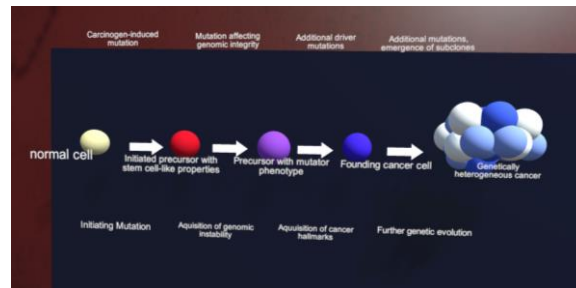 Carcinogen-induced
mutation
Mutation affecting
genomic integrity
Additional driver
mutations
Additional mutations,
emergence of subclones
normal cell
Initiated precursor with
stem cell-like properties
Precursor with mutator
phenotype
Founding cancer cell
Genetically
heterogeneous cancer
Initiating Mutation
Aquisition of genomic
instability
Aquuisition of cancer
hallmarks
Further genetic evolution